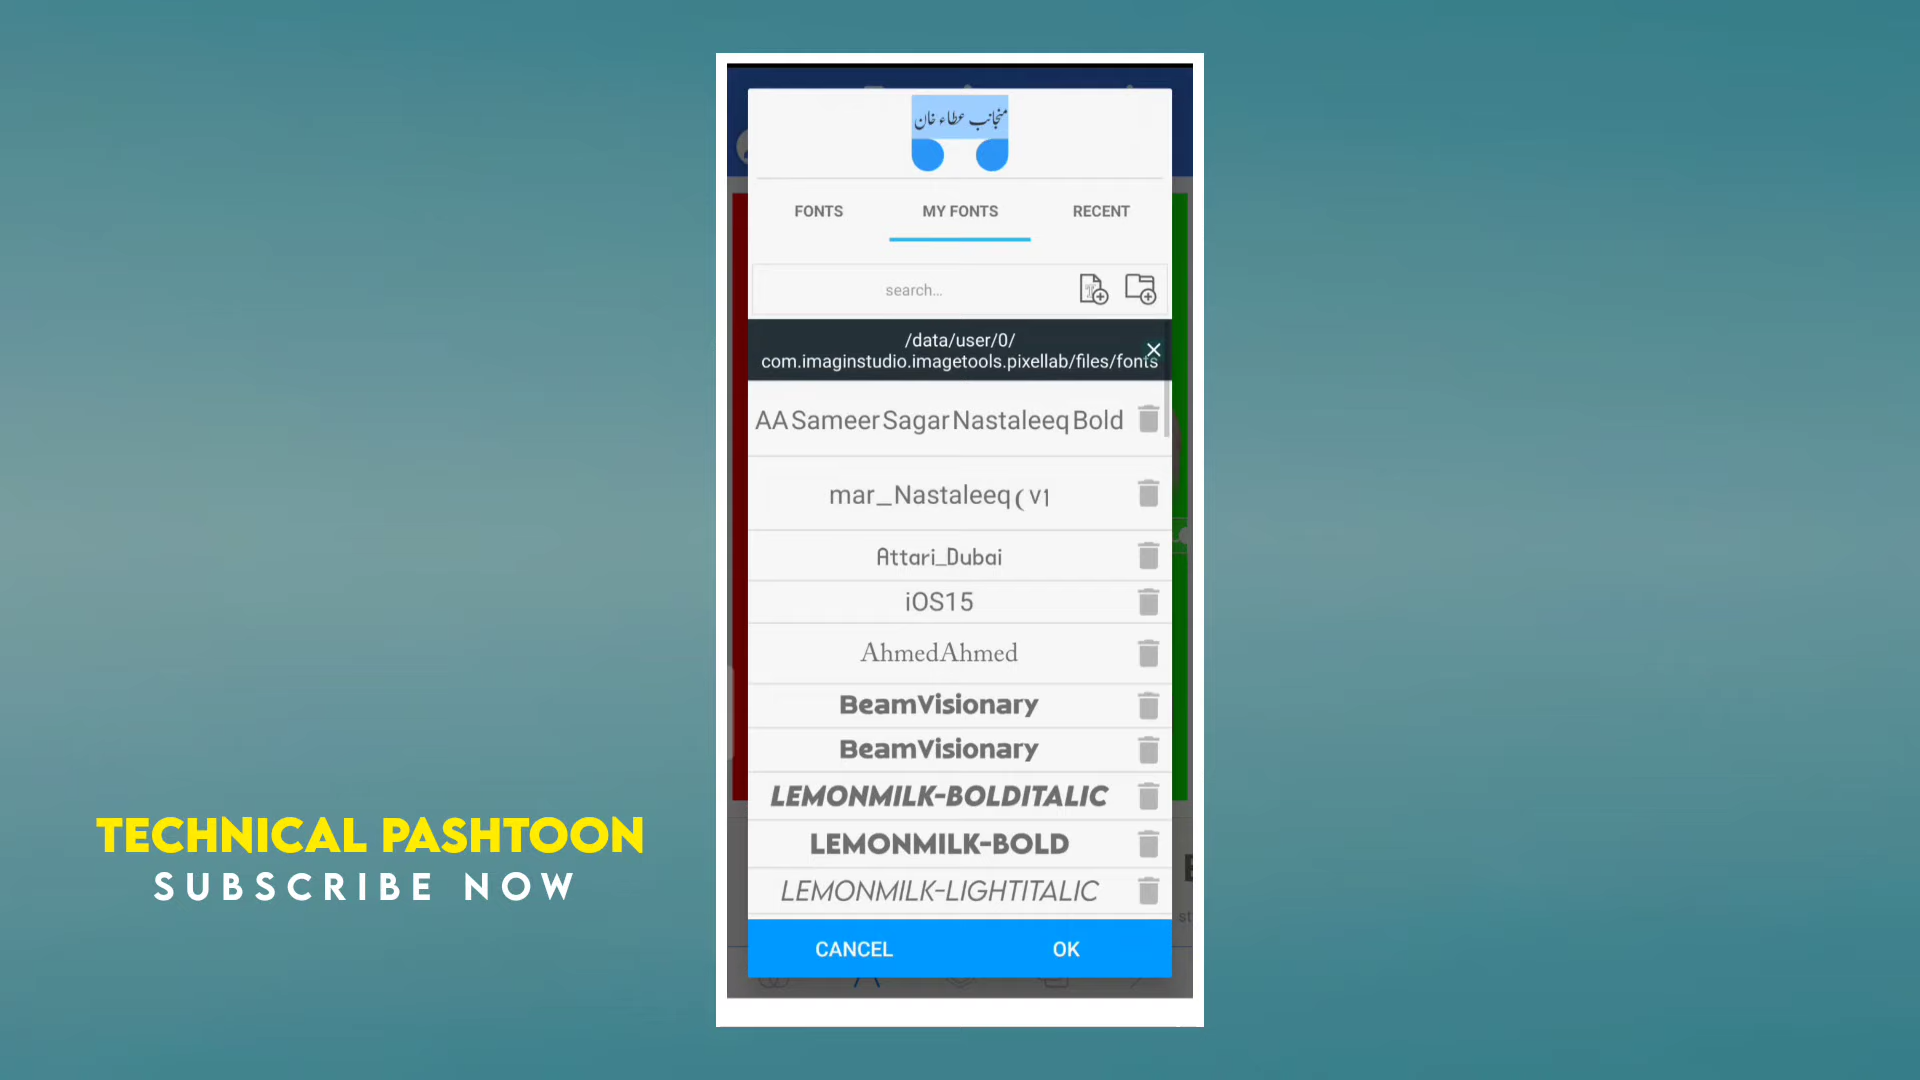 منجانب عطاء خان
FONTS
MY FONTS
RECENT
search...
/data/user/0/
com.imaginstudio.imagetools.pixellab/files/fonts
AA Sameer Sagar Nastaleeq Bold
mar_Nastaleeq(v1
Attari_Dubai
iOS15
AhmedAhmed
BeamVisionary
BeamVisionary
LEMONMILK-BOLDITALIC
LEMONMILK-BOLD
LEMONMILK-LIGHTITALIC
CANCEL
OK
TECHNICAL PASHTOON
SUBSCRIBE NOW